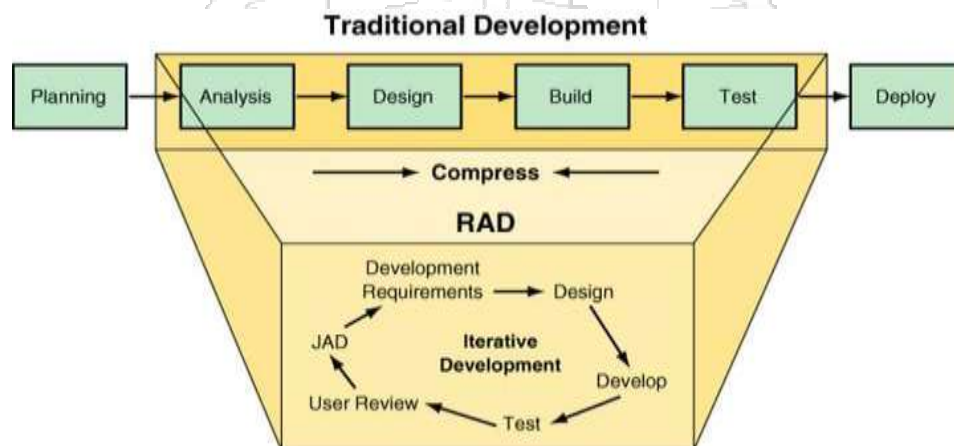 Traditional Development
Planning
Analysis
Design
Build
Test
Deploy
Compress
RAD
Development
Requirements
Design
JAD
Iterative
Development
Develop
User Review
Test